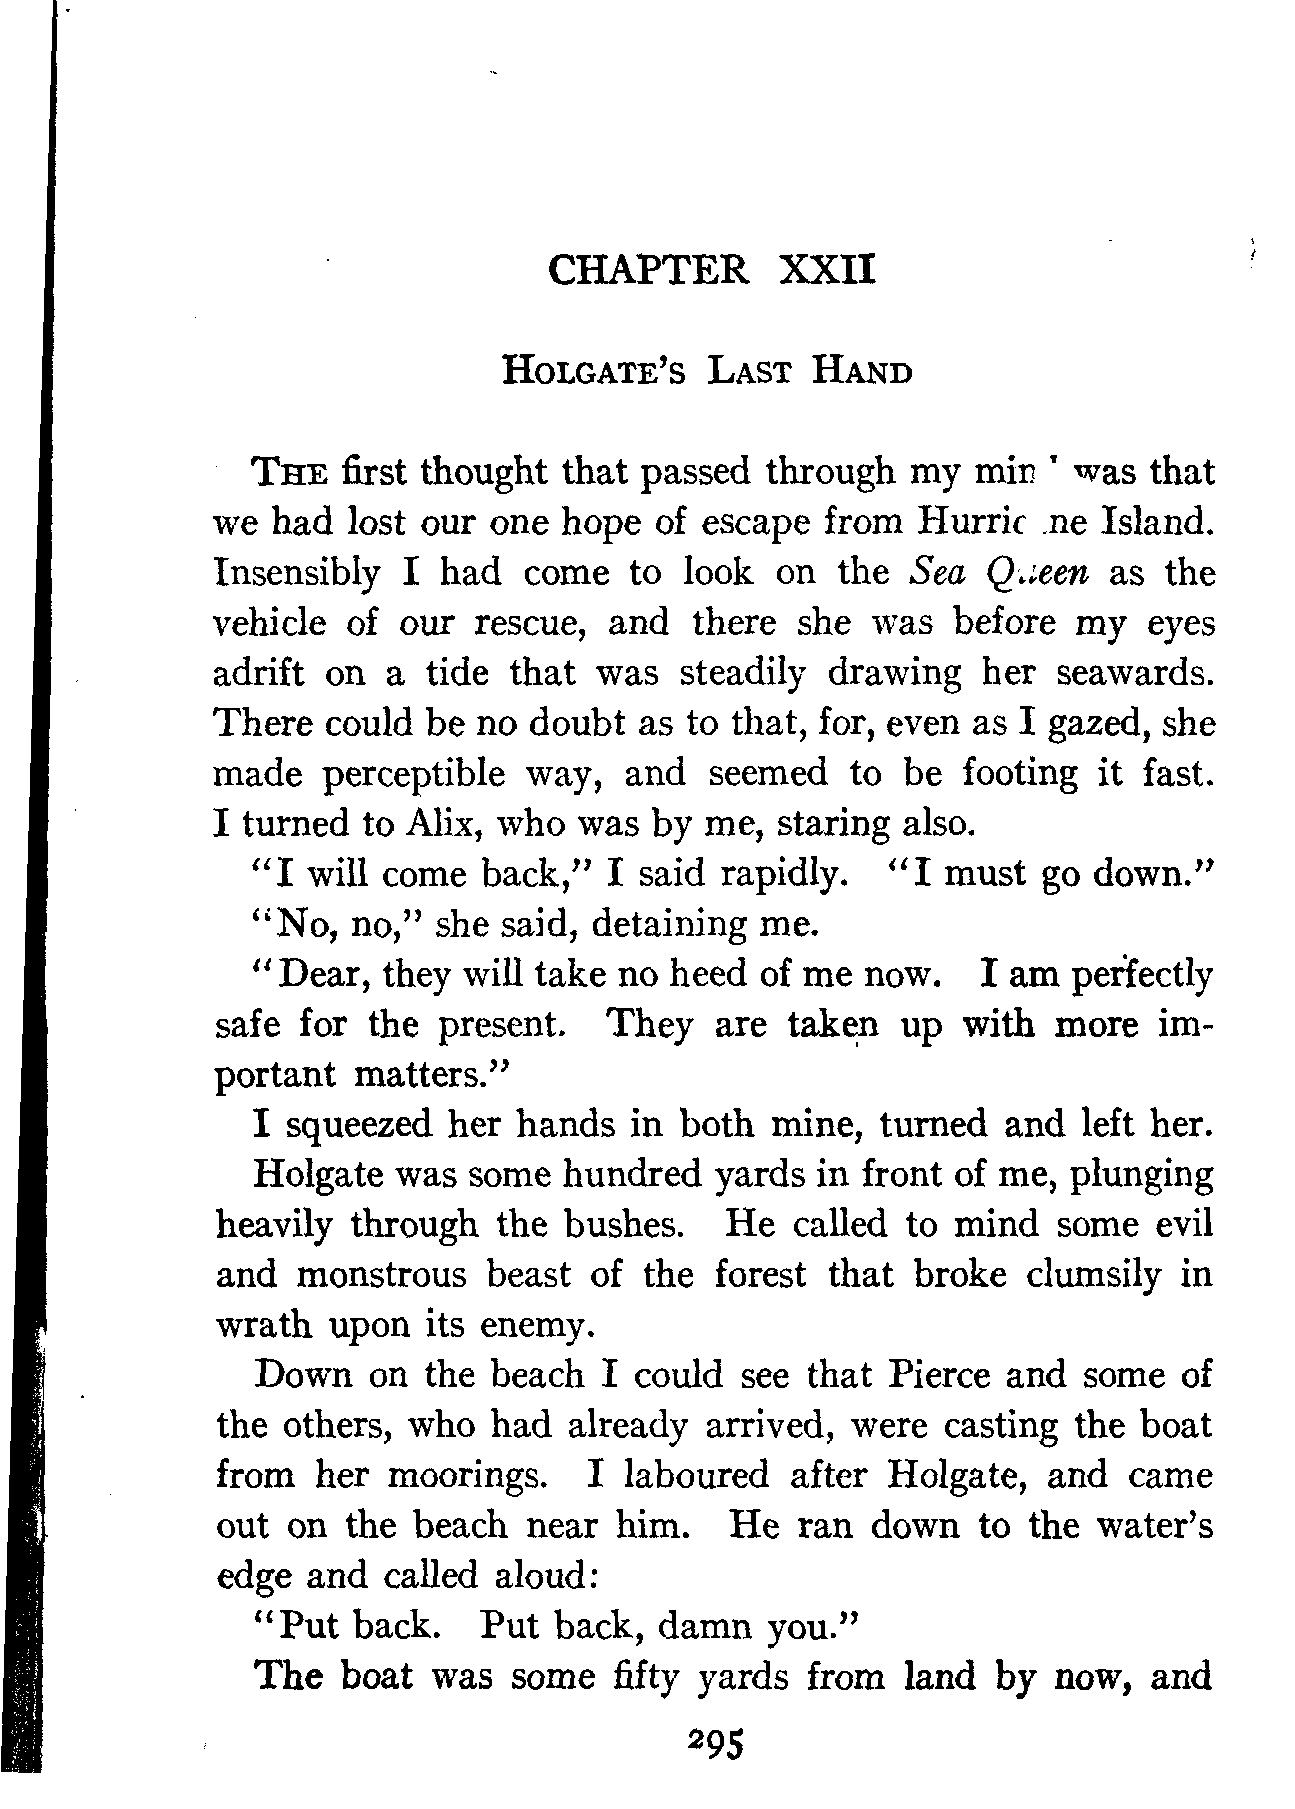 CHAPTER XXII
HOLGATE'S LAST HAND
THE first thought that passed through my mind was that
we had lost our one hope of escape from Hurricane Island.
Insensibly I had come to look on the Sea Queen as the
vehicle of our rescue, and there she was before my eyes
adrift on a tide that was steadily drawing her seawards.
There could be no doubt as to that, for, even as I gazed, she
made perceptible way, and seemed to be footing it fast.
I turned to Alix, who was by me, staring also.
"I will come back," I said rapidly. "I must go down."
"No, no," she said, detaining me.
"Dear, they will take no heed of me now. I am perfectly
safe for the present. They are taken up with more im-
portant matters."
I squeezed her hands in both mine, turned and left her.
Holgate was some hundred yards in front of me, plunging
heavily through the bushes. He called to mind some evil
and monstrous beast of the forest that broke clumsily in
wrath upon its enemy.
Down on the beach I could see that Pierce and some of
the others, who had already arrived, were casting the boat
from her moorings. I laboured after Holgate, and came
out on the beach near him. He ran down to the water's
edge and called aloud:
"Put back. Put back, damn you."
The boat was some fifty yards from land by now, and
295